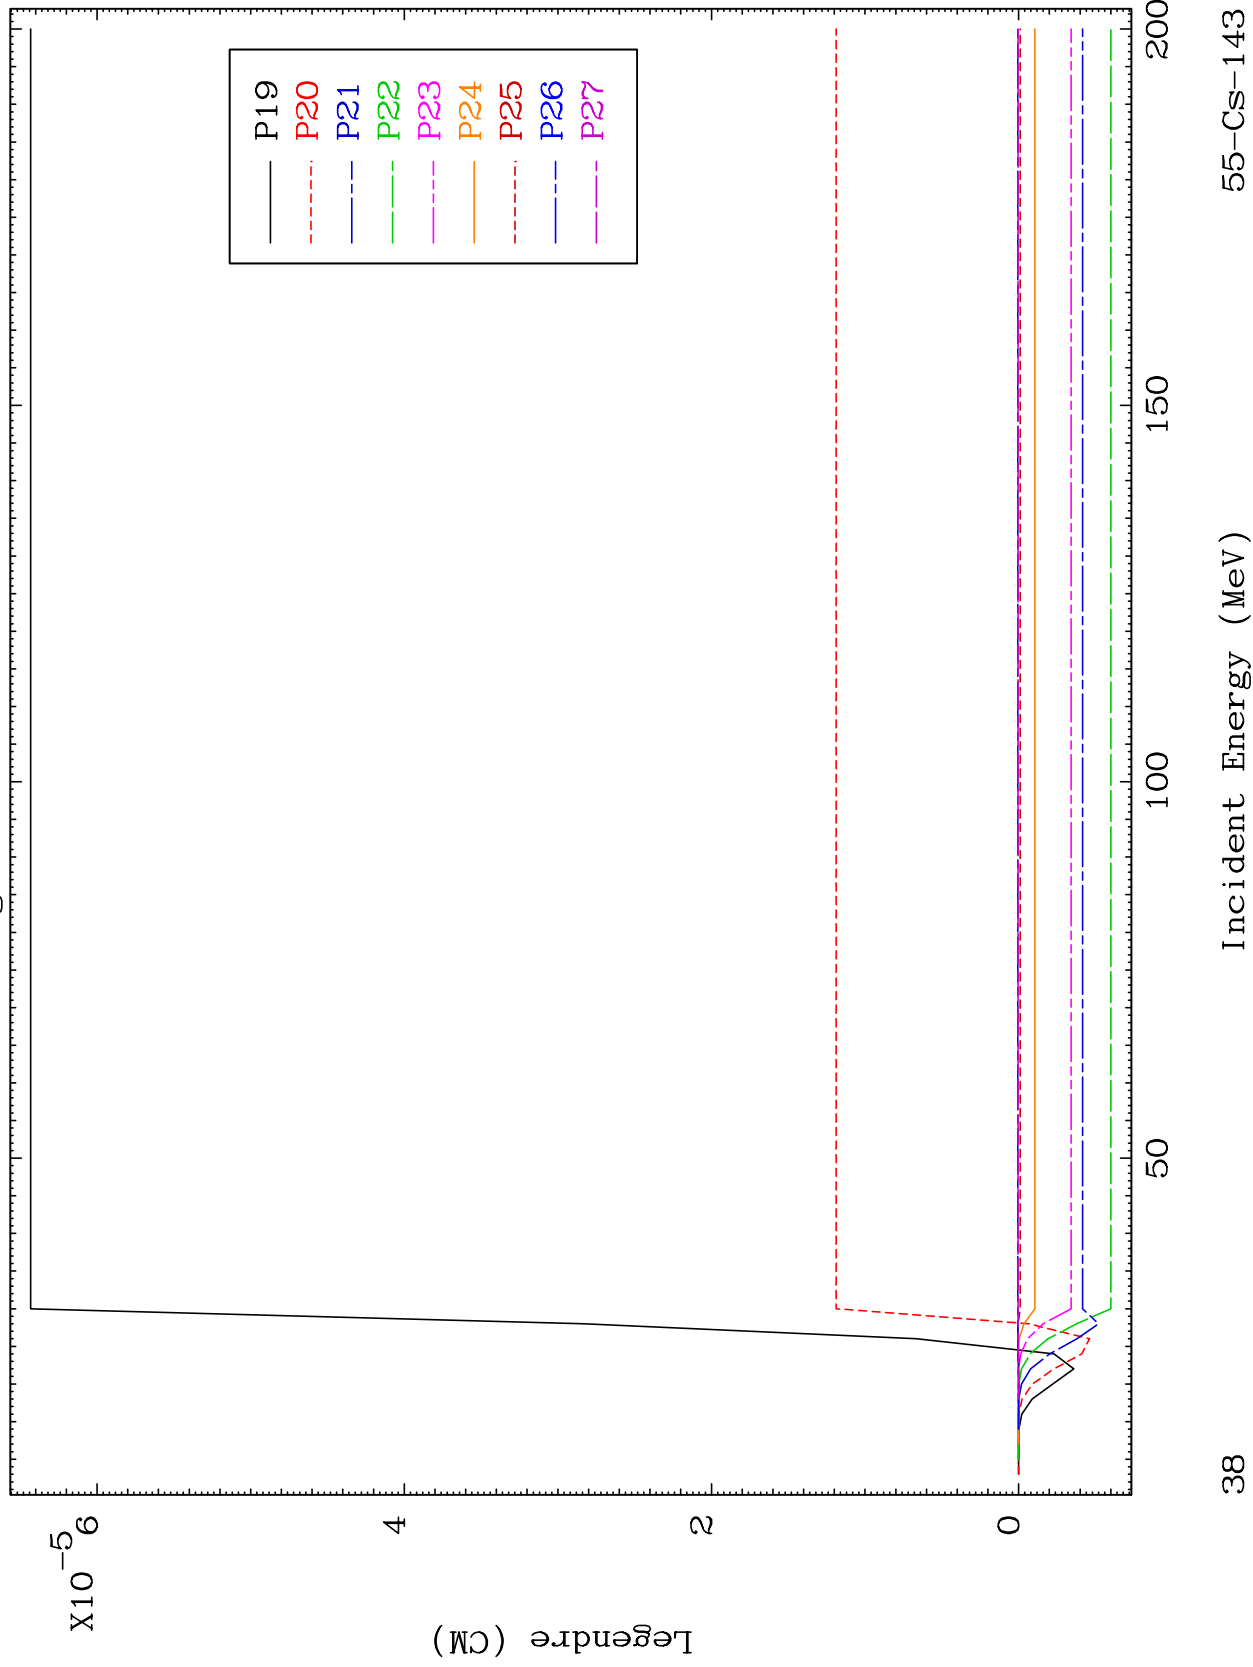 X10-5
6
4
2
0
Legendre (CM)
P19
P20
P21
P22
P23
P24
P25
P26
P27
50
100
150
200
Incident Energy (MeV)
38
55-Cs-143